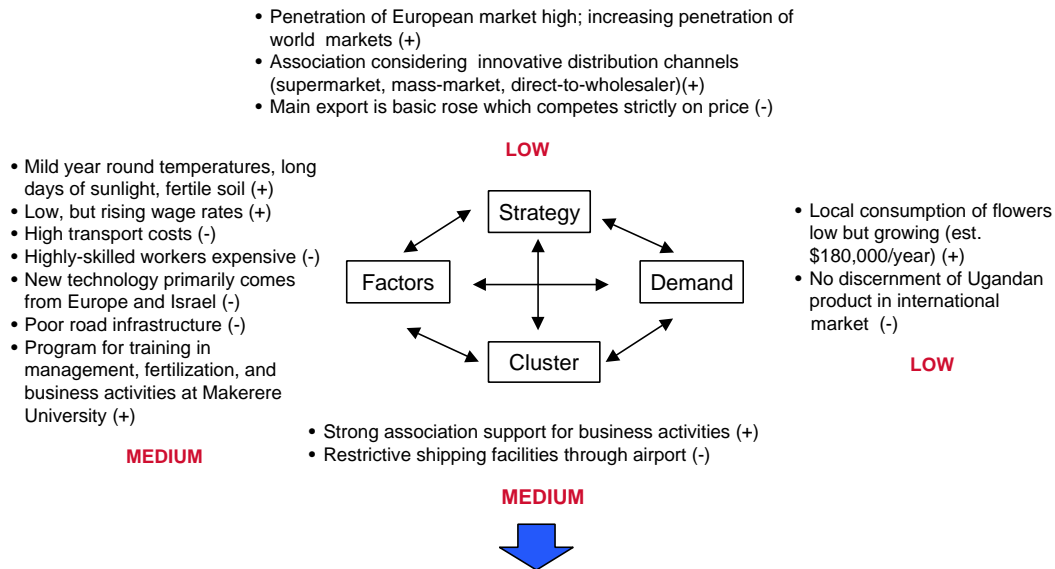 • Penetration of European market high; increasing penetration of
world markets (+)
• Association considering innovative distribution channels
(supermarket, mass-market, direct-to-wholesaler)(+)
• Main export is basic rose which competes strictly on price (-)
LOW
• Mild year round temperatures, long
days of sunlight, fertile soil (+)
• Low, but rising wage rates (+)
• High transport costs (-)
• Highly-skilled workers expensive (-)
• New technology primarily comes
from Europe and Israel (-)
• Poor road infrastructure (-)
• Program for training in
management, fertilization, and
business activities at Makerere
University (+)
MEDIUM
Strategy
Factors
Demand
Cluster
• Local consumption of flowers
low but growing (est.
$180,000/year) (+)
• No discernment of Ugandan
product in international
market (-)
LOW
• Strong association support for business activities (+)
• Restrictive shipping facilities through airport (-)
MEDIUM